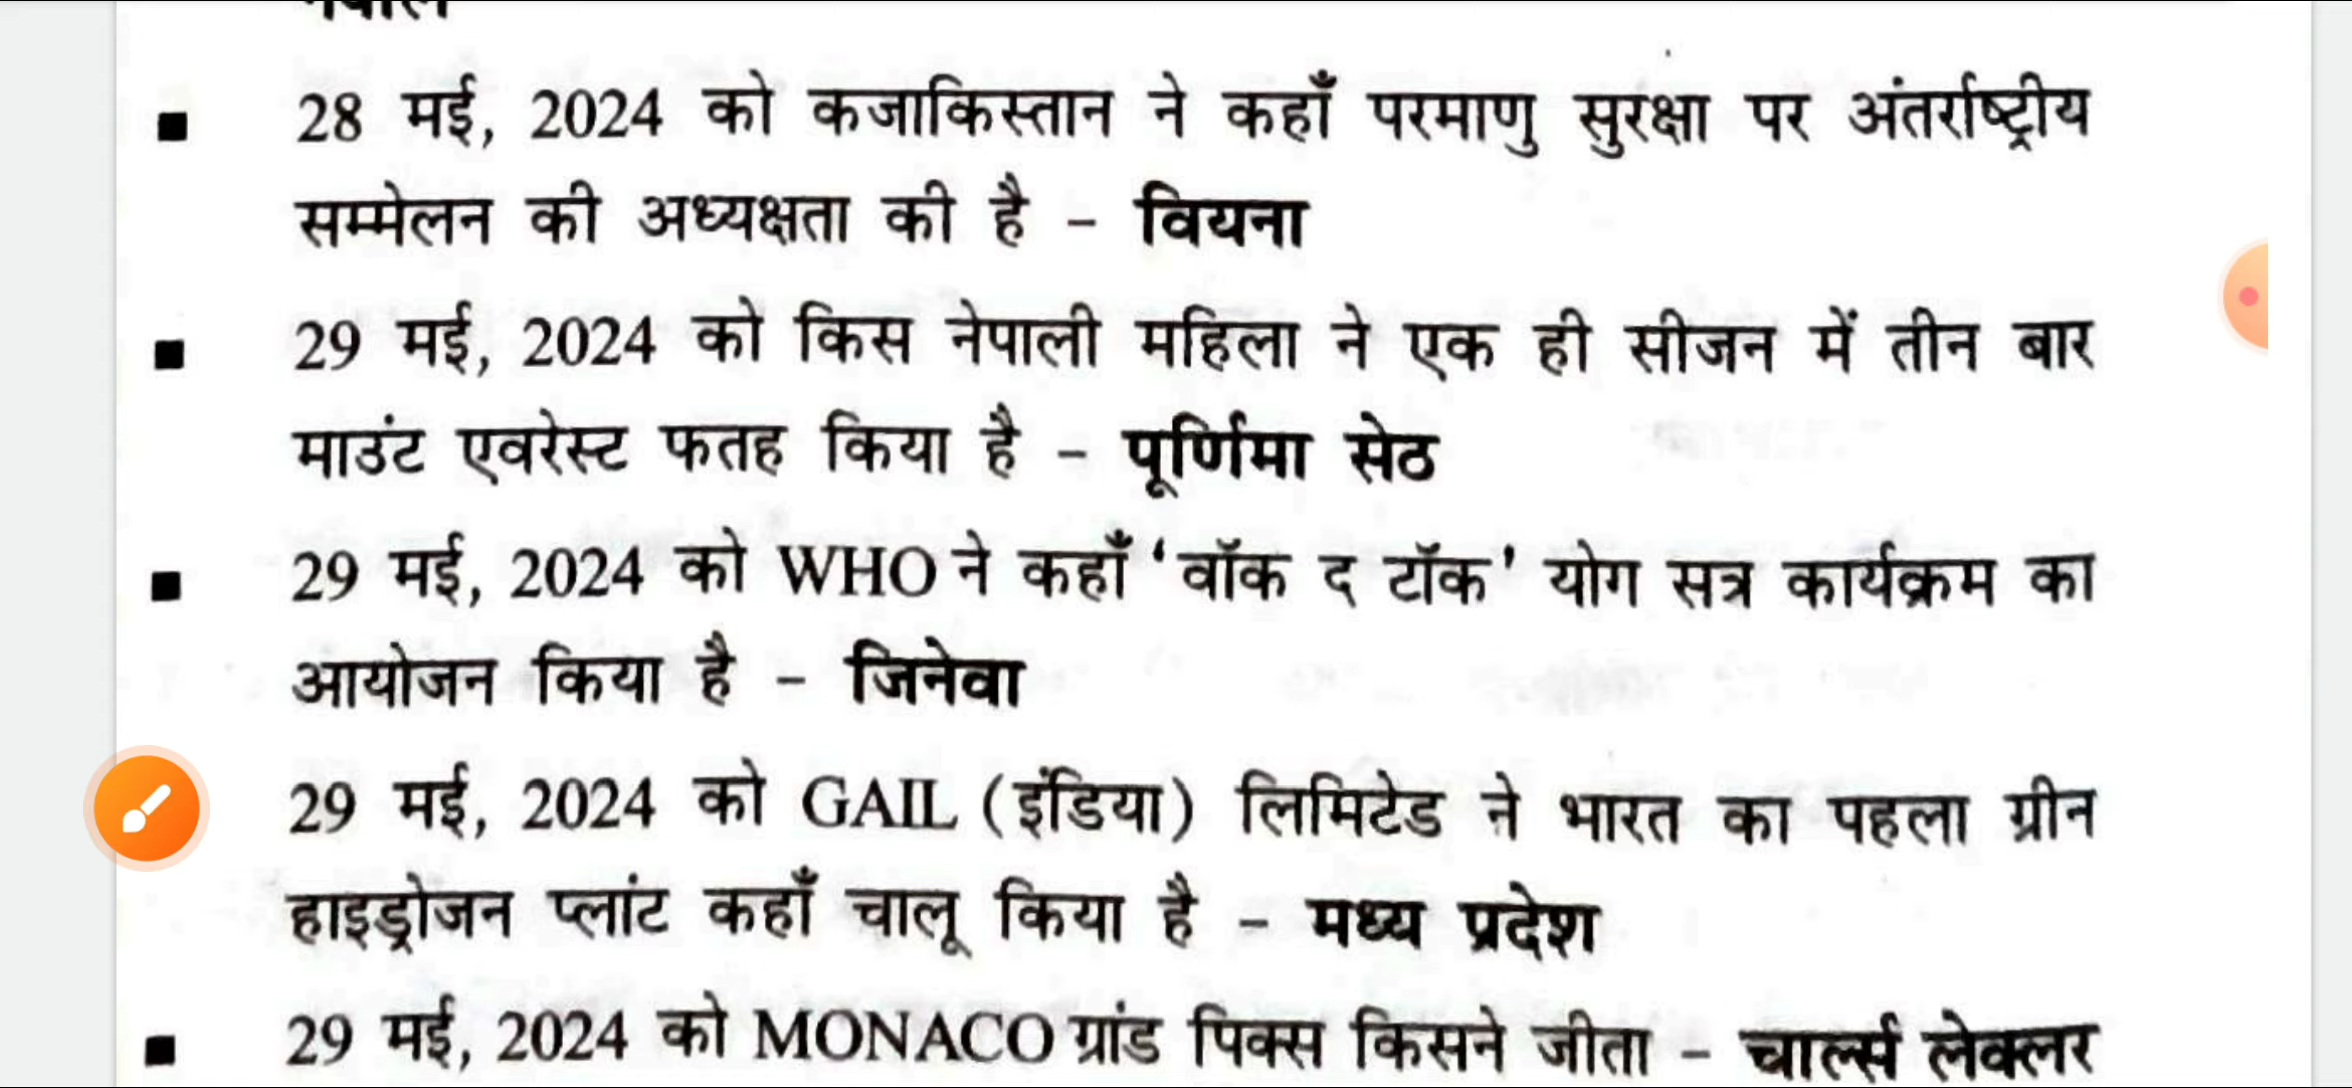 28 मई, 2024 को कजाकिस्तान ने कहाँ परमाणु सुरक्षा पर अंतर्राष्ट्रीय
सम्मेलन की अध्यक्षता की है - वियना
29 मई, 2024 को किस नेपाली महिला ने एक ही सीजन में तीन बार
माउंट एवरेस्ट फतह किया है - पूर्णिमा सेठ
29 मई, 2024 को WHO ने कहाँ 'वॉक द टॉक' योग सत्र कार्यक्रम का
आयोजन किया है - जिनेवा
29 मई, 2024 को GAIL (इंडिया) लिमिटेड ने भारत का पहला ग्रीन
हाइड्रोजन प्लांट कहाँ चालू किया है - मध्य प्रदेश
29 मई, 2024 को MONACO ग्रांड पिक्स किसने जीता - चार्ल्स लेक्लर